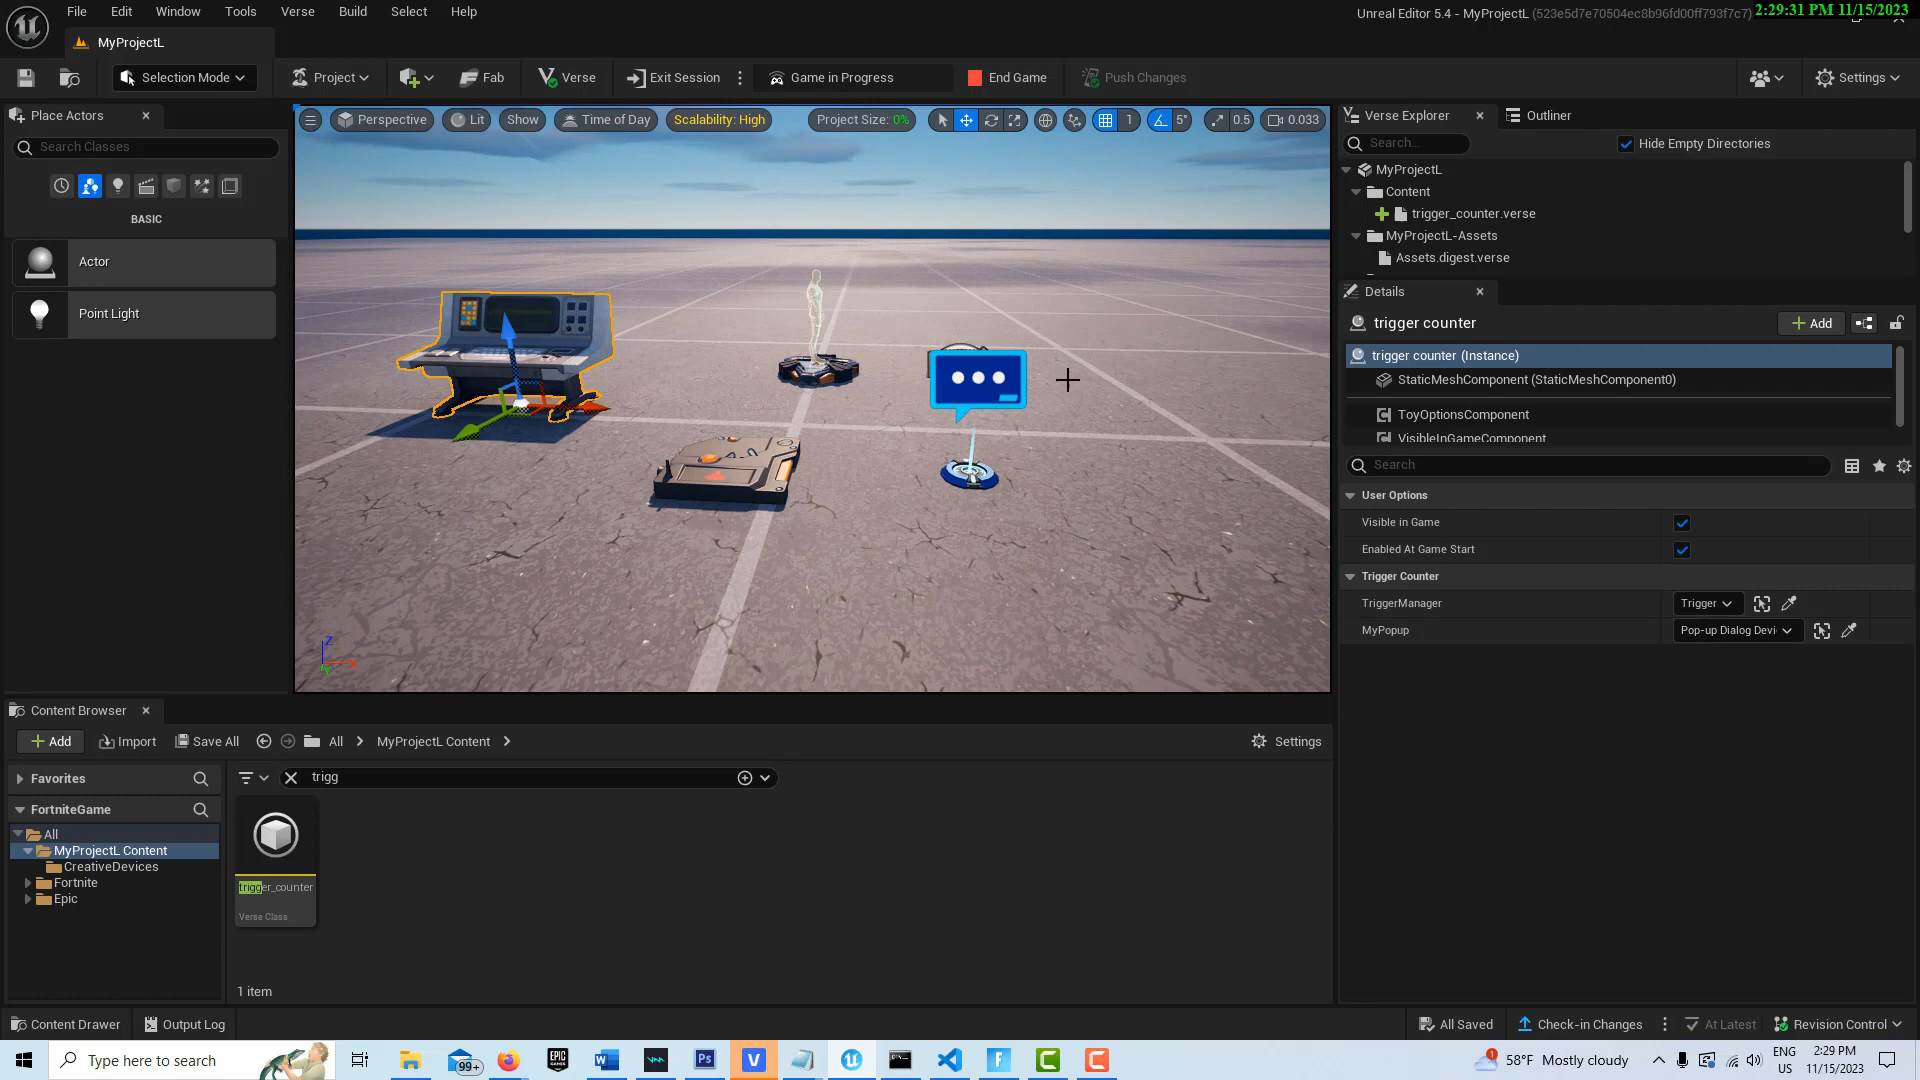 File Edit Window Tools Verse Build Select Help
Unreal Editor 5.4 - MyProjectL (523e5d7e70504ec8b96fd00ff793f7c7)
2:29:31 PM 11/15/2023
MyProjectL
Selection Mode
Project
Fab
Verse
Exit Session
Game in Progress
End Game
Push Changes
Settings
Place Actors
Search Classes
BASIC
Actor
Point Light
Perspective
Lit
Show
Time of Day
Scalability: High
Project Size: 0%
1
5°
0.5
0.033
Z
X
Y
Verse Explorer
Outliner
Search...
Hide Empty Directories
MyProjectL
Content
trigger_counter.verse
MyProjectL-Assets
Assets.digest.verse
Details
trigger counter
Add
trigger counter (Instance)
StaticMeshComponent (StaticMeshComponent0)
ToyOptionsComponent
VisibleInGameComponent
Search
User Options
Visible in Game
Enabled At Game Start
Trigger Counter
TriggerManager
Trigger
MyPopup
Pop-up Dialog Devi
Content Browser
Add
Import
Save All
All
MyProjectL Content
Settings
Favorites
FortniteGame
All
MyProjectL Content
CreativeDevices
Fortnite
Epic
trigg
trigger_counter
Verse Class
1 item
Content Drawer
Output Log
All Saved
Check-in Changes
At Latest
Revision Control
Type here to search
99+
EPIC GAMES
W
Ps
V
F
C
C
1
58°F Mostly cloudy
ENG
US
2:29 PM
11/15/2023